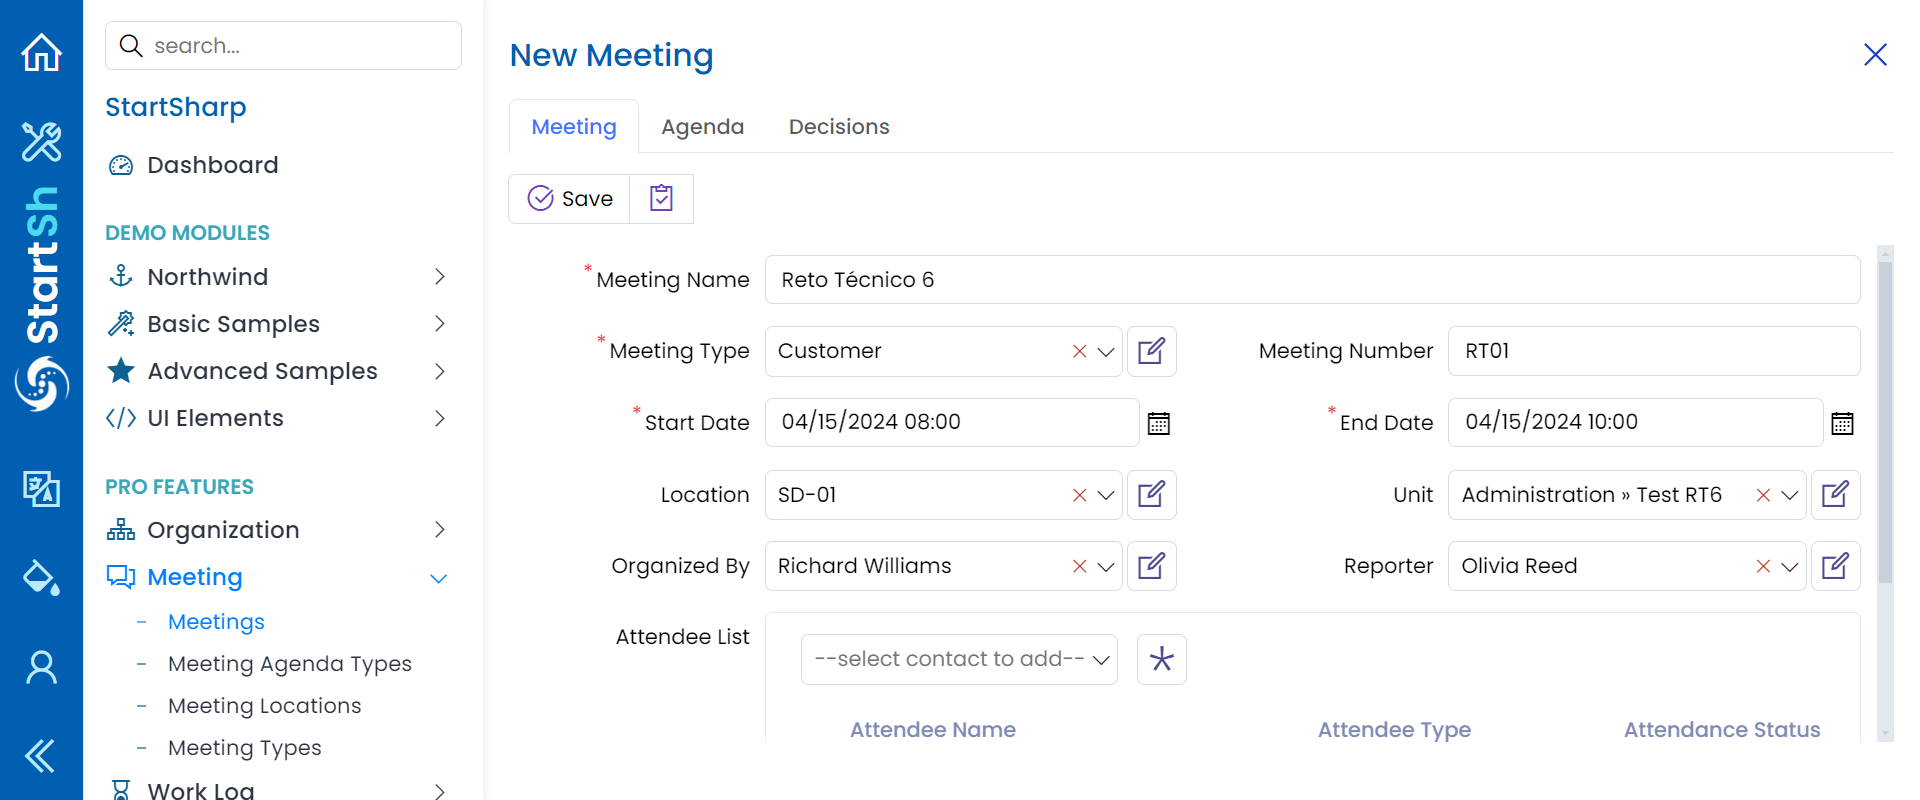 search...
StartSharp
Dashboard
DEMO MODULES
Northwind
Basic Samples
Advanced Samples
UI Elements
PRO FEATURES
Organization
Meeting
- Meetings
- Meeting Agenda Types
- Meeting Locations
- Meeting Types
Work Log
StartSh
New Meeting
Meeting Agenda Decisions
Save
* Meeting Name Reto Técnico 6
* Meeting Type Customer Meeting Number RT01
* Start Date 04/15/2024 08:00 * End Date 04/15/2024 10:00
Location SD-01 Unit Administration » Test RT6
Organized By Richard Williams Reporter Olivia Reed
Attendee List --select contact to add--
Attendee Name Attendee Type Attendance Status